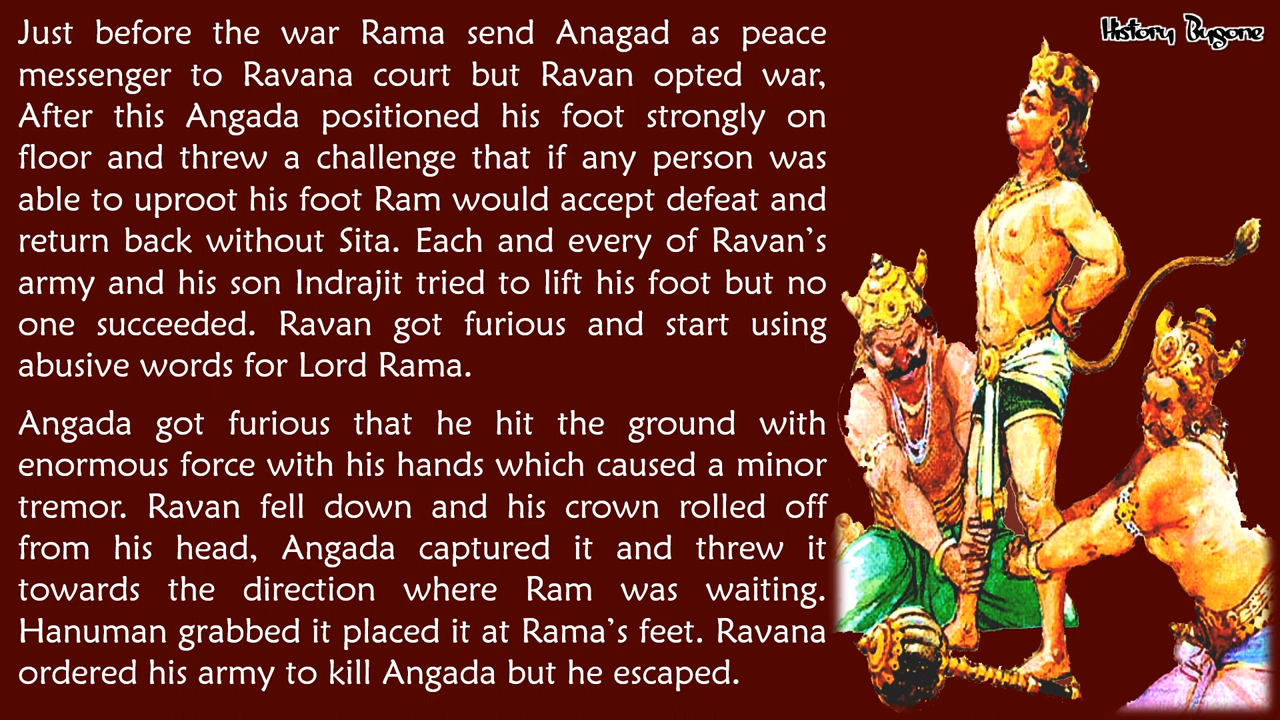 History Bygone
Just before the war Rama send Anagad as peace
messenger to Ravana court but Ravan opted war,
After this Angada positioned his foot strongly on
floor and threw a challenge that if any person was
able to uproot his foot Ram would accept defeat and
return back without Sita. Each and every of Ravan’s
army and his son Indrajit tried to lift his foot but no
one succeeded. Ravan got furious and start using
abusive words for Lord Rama.
Angada got furious that he hit the ground with
enormous force with his hands which caused a minor
tremor. Ravan fell down and his crown rolled off
from his head, Angada captured it and threw it
towards the direction where Ram was waiting.
Hanuman grabbed it placed it at Rama’s feet. Ravana
ordered his army to kill Angada but he escaped.